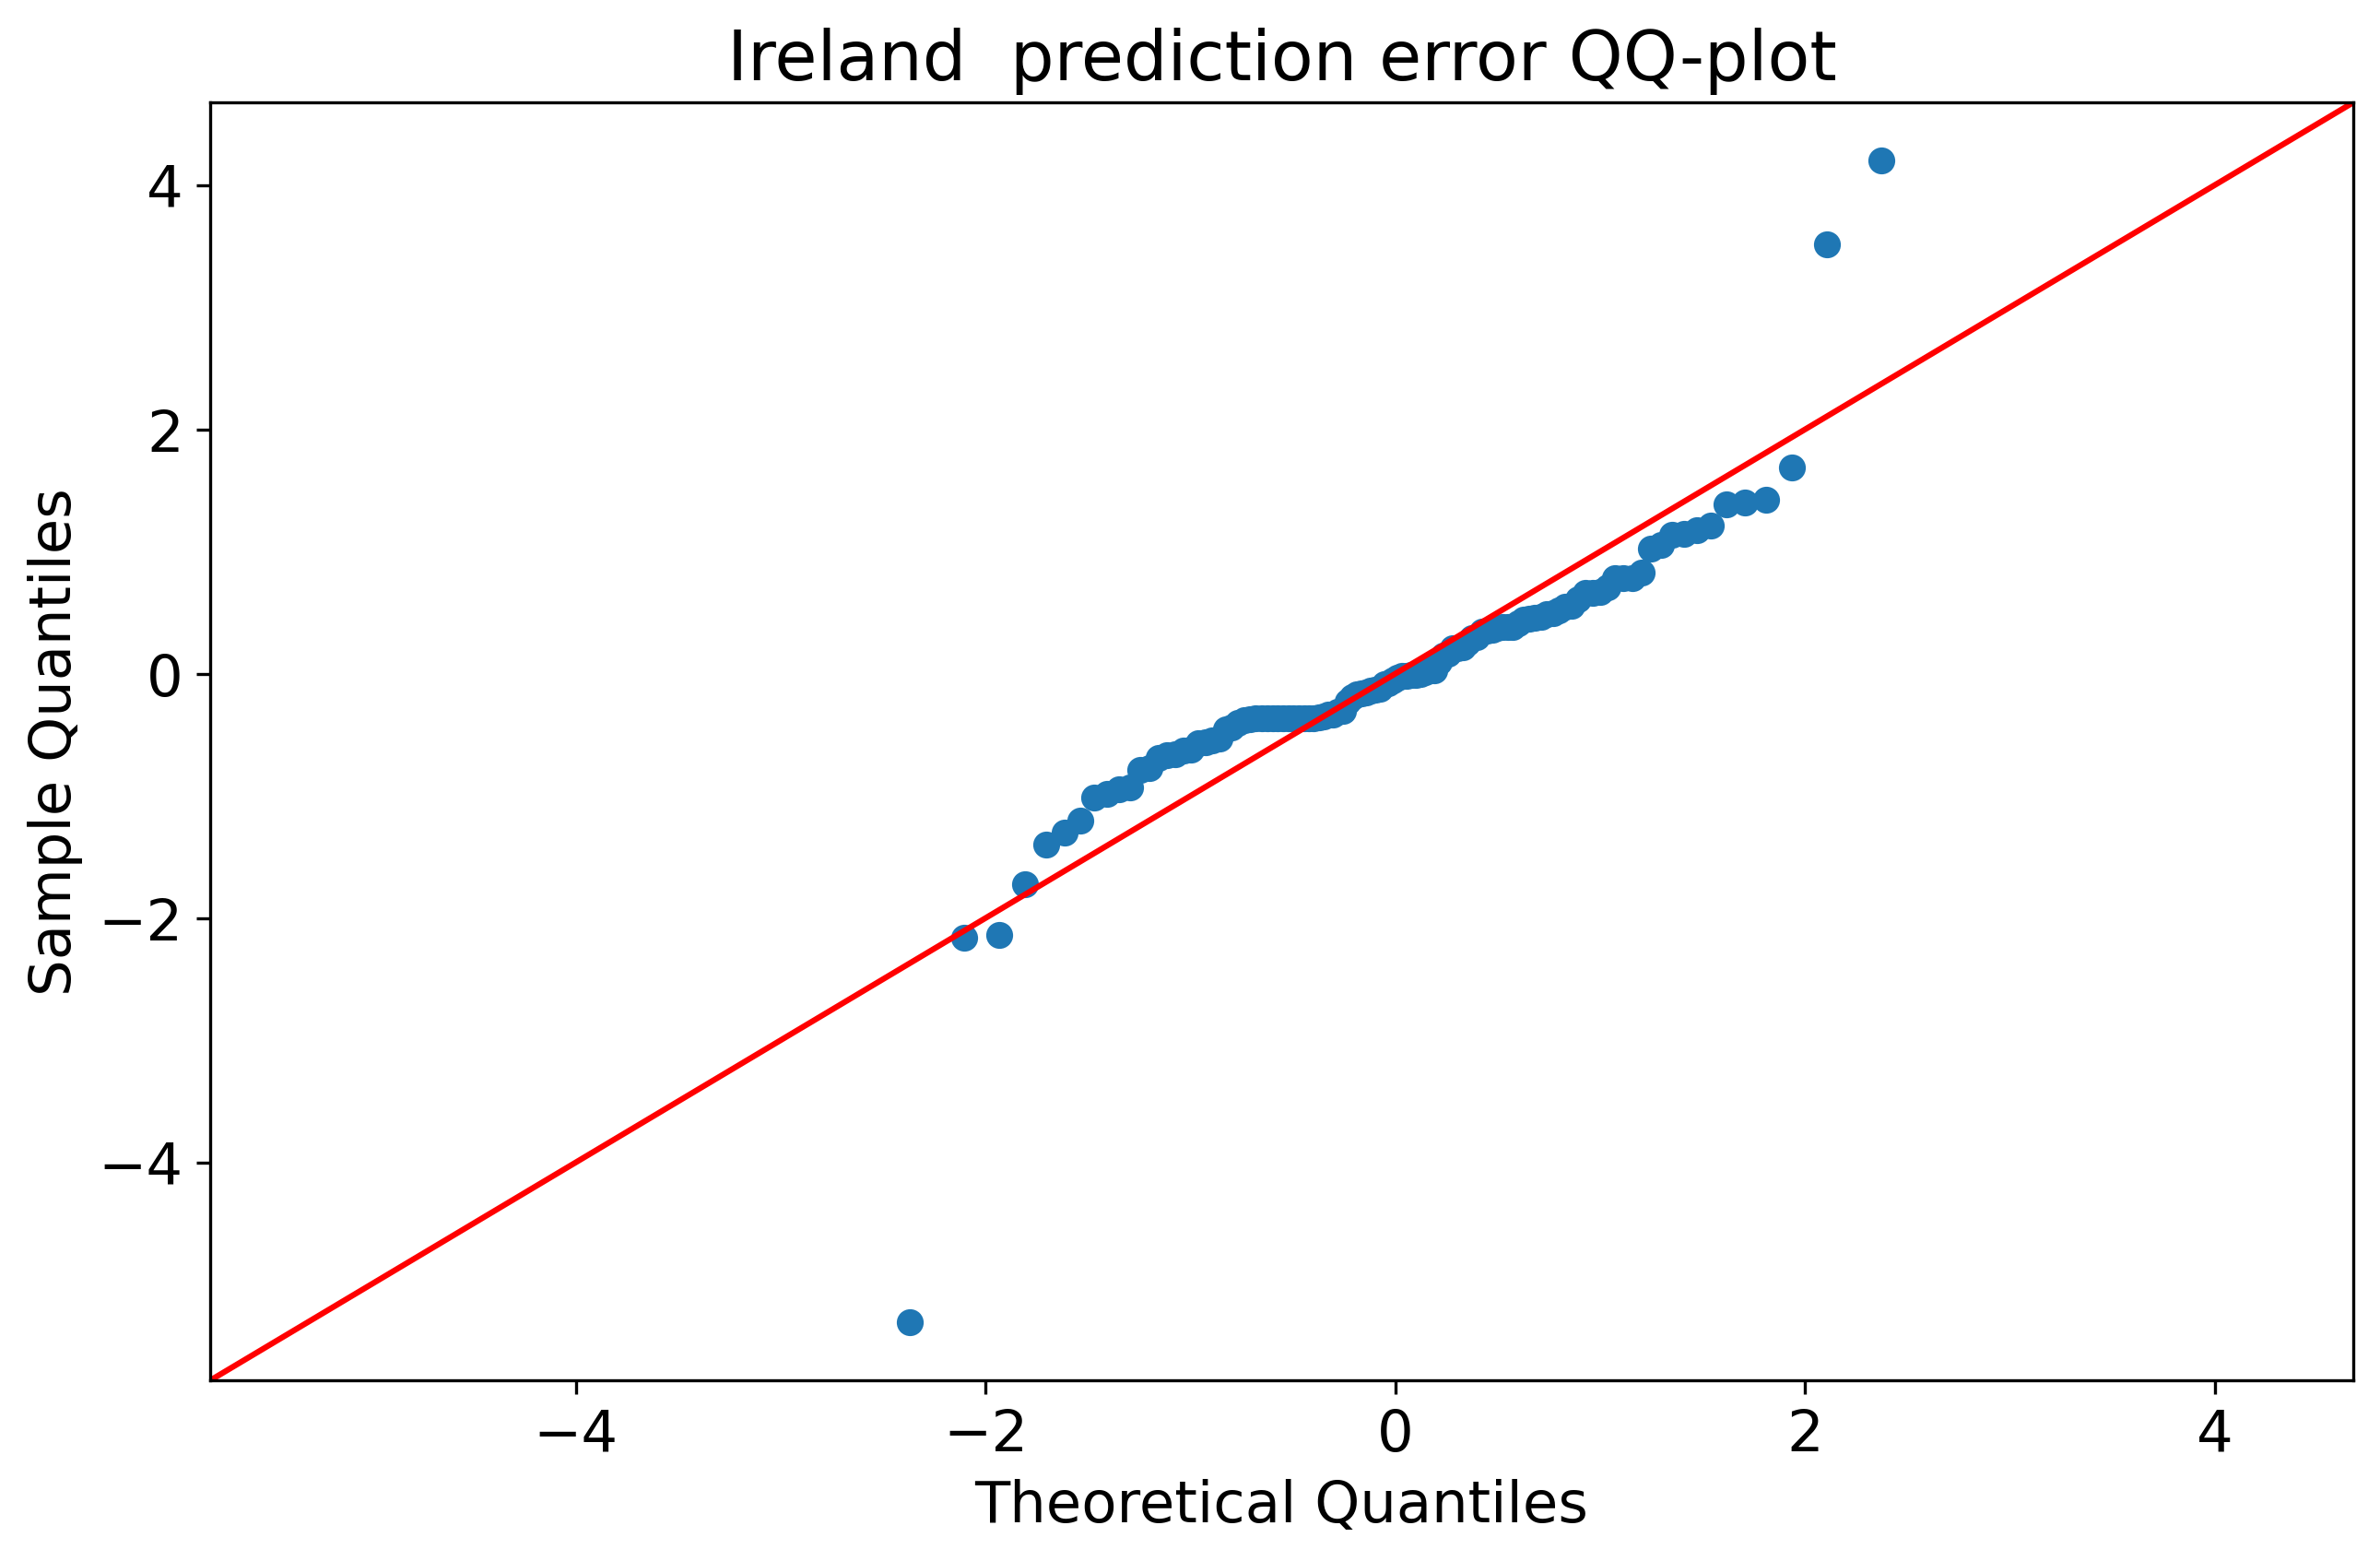 Ireland  prediction error QQ-plot
4
2
0
−2
−4
Sample Quantiles
−4 −2 0 2 4
Theoretical Quantiles